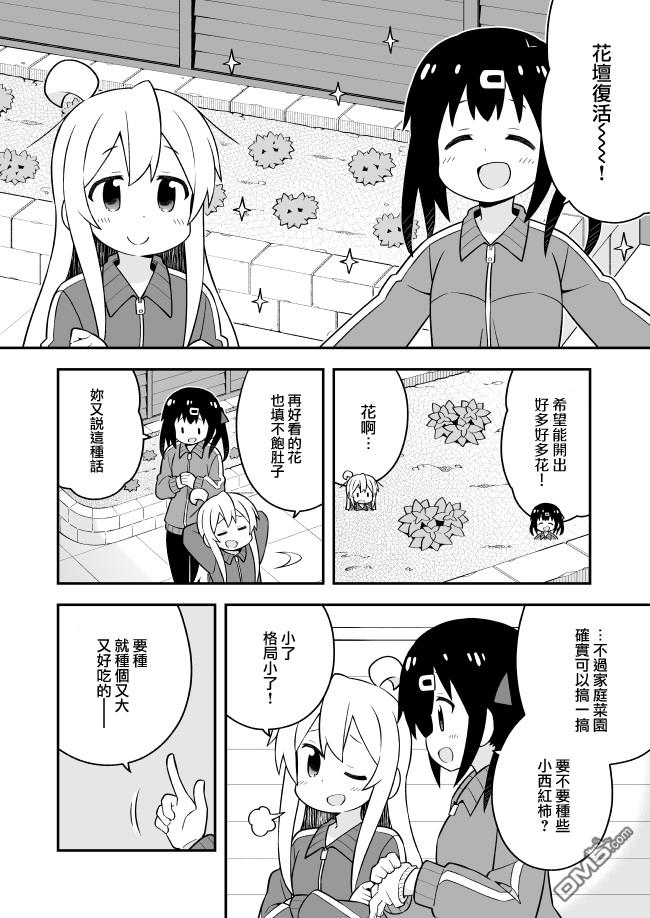 花壇復活~~~!
希望能開出
好多好多花!
花啊…
再好看的花
也填不飽肚子
妳又説這種話
…不過家庭菜園
確實可以搞一搞
要不要種些
小西紅柿?
小了
格局小了!
要種
就種個又大
又好吃的——
DM5.com